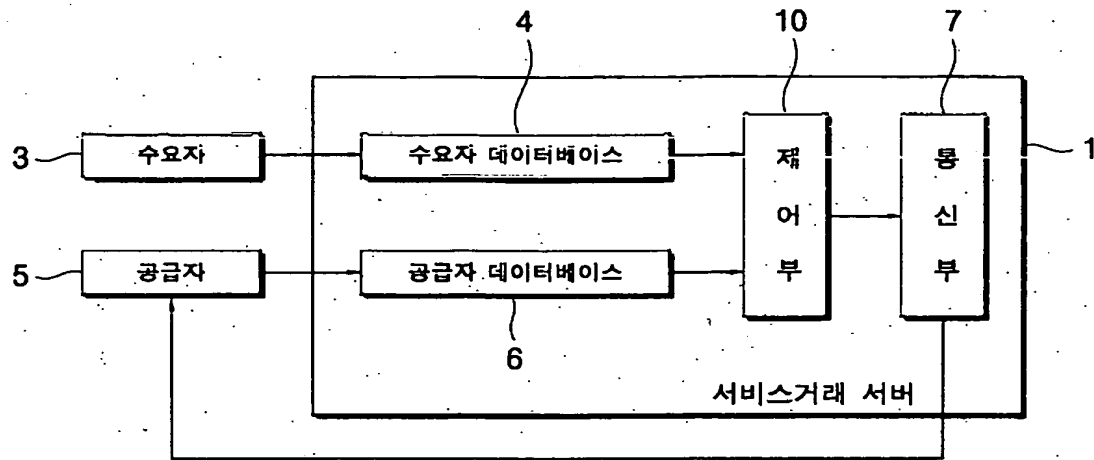 4
10
7
3
수요자
수요자 데이터베이스
제어부
통신부
1
5
공급자
공급자 데이터베이스
6
서비스거래 서버